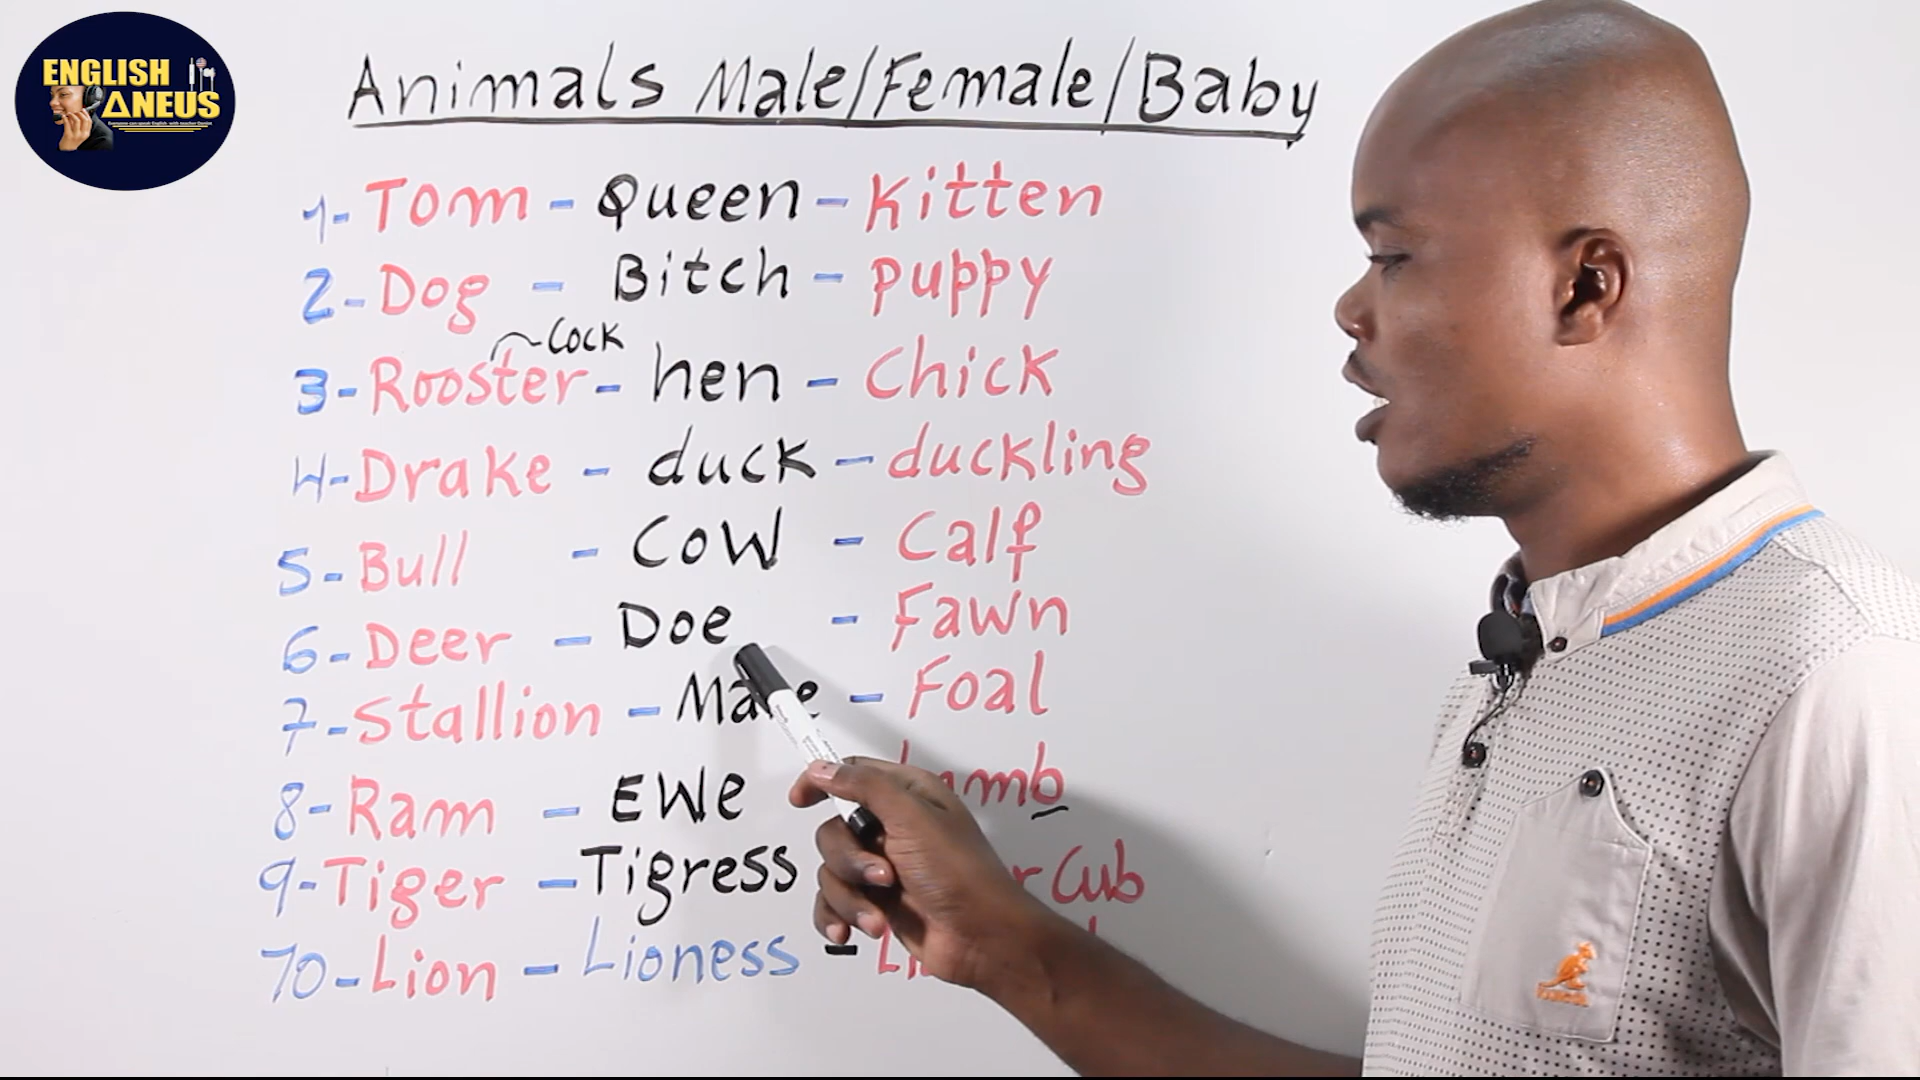 ENGLISH
ΔNEUS
Animals Male/Female/Baby
1- Tom - Queen - Kitten
2- Dog - Bitch - puppy
Cock
3- Rooster - hen - Chick
4- Drake - duck - duckling
5- Bull - Cow - Calf
6- Deer - Doe - Fawn
7- Stallion - - Foal
8- Ram - Ewe
9- Tiger - Tigress Cub
10- Lion - Lioness -
KANGOL